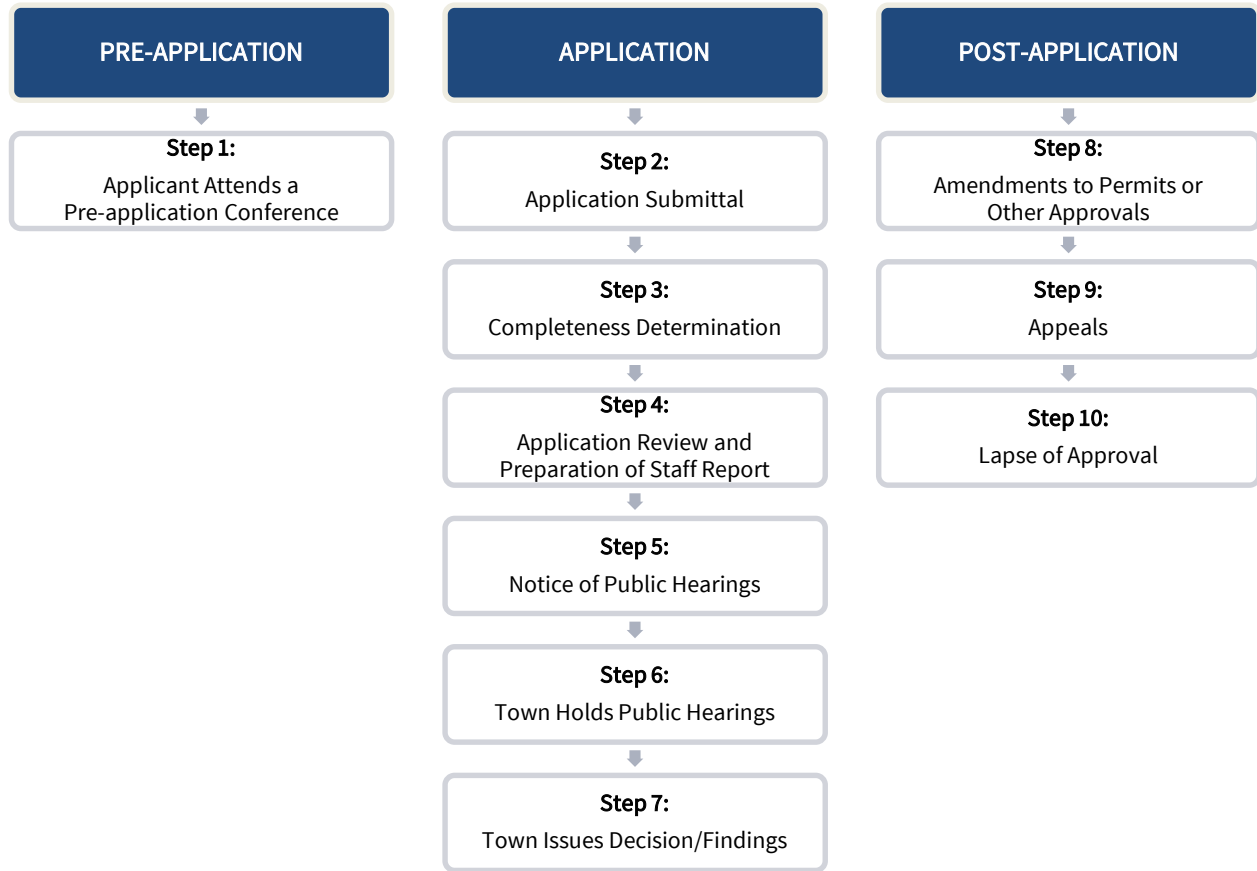 PRE-APPLICATION
Step 1:
Applicant Attends a
Pre-application Conference
APPLICATION
Step 2:
Application Submittal
Step 3:
Completeness Determination
Step 4:
Application Review and
Preparation of Staff Report
Step 5:
Notice of Public Hearings
Step 6:
Town Holds Public Hearings
Step 7:
Town Issues Decision/Findings
POST-APPLICATION
Step 8:
Amendments to Permits or
Other Approvals
Step 9:
Appeals
Step 10:
Lapse of Approval